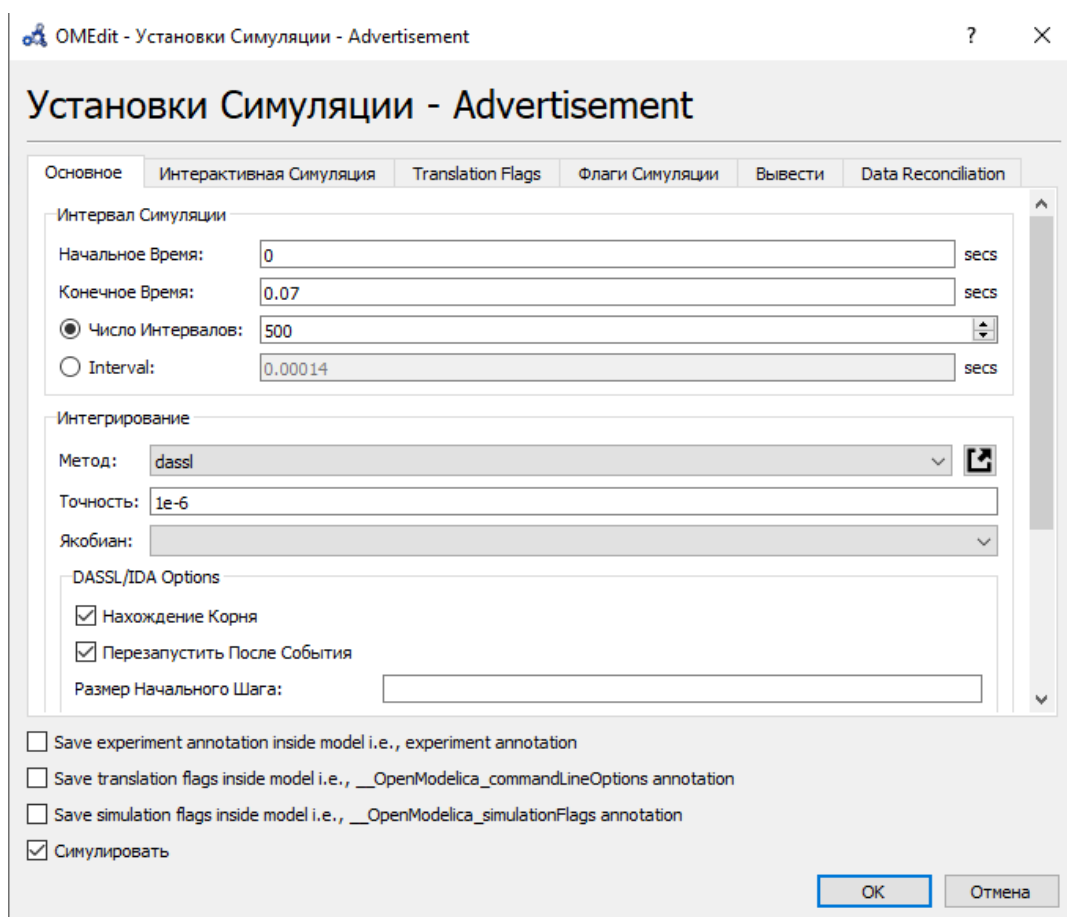 OMEdit - Установки Симуляции - Advertisement ?
Установки Симуляции - Advertisement
Основное Интерактивная Симуляция Translation Flags Флаги Симуляции Вывести Data Reconciliation
Интервал Симуляции
Начальное Время: 0 secs
Конечное Время: 0.07 secs
Число Интервалов: 500
Interval: 0.00014 secs
Интегрирование
Метод: dassl
Точность: 1e-6
Якобиан:
DASSL/IDA Options
Нахождение Корня
Перезапустить После События
Размер Начального Шага:
Save experiment annotation inside model i.e., experiment annotation
Save translation flags inside model i.e., __OpenModelica_commandLineOptions annotation
Save simulation flags inside model i.e., __OpenModelica_simulationFlags annotation
Симулировать
OK Отмена